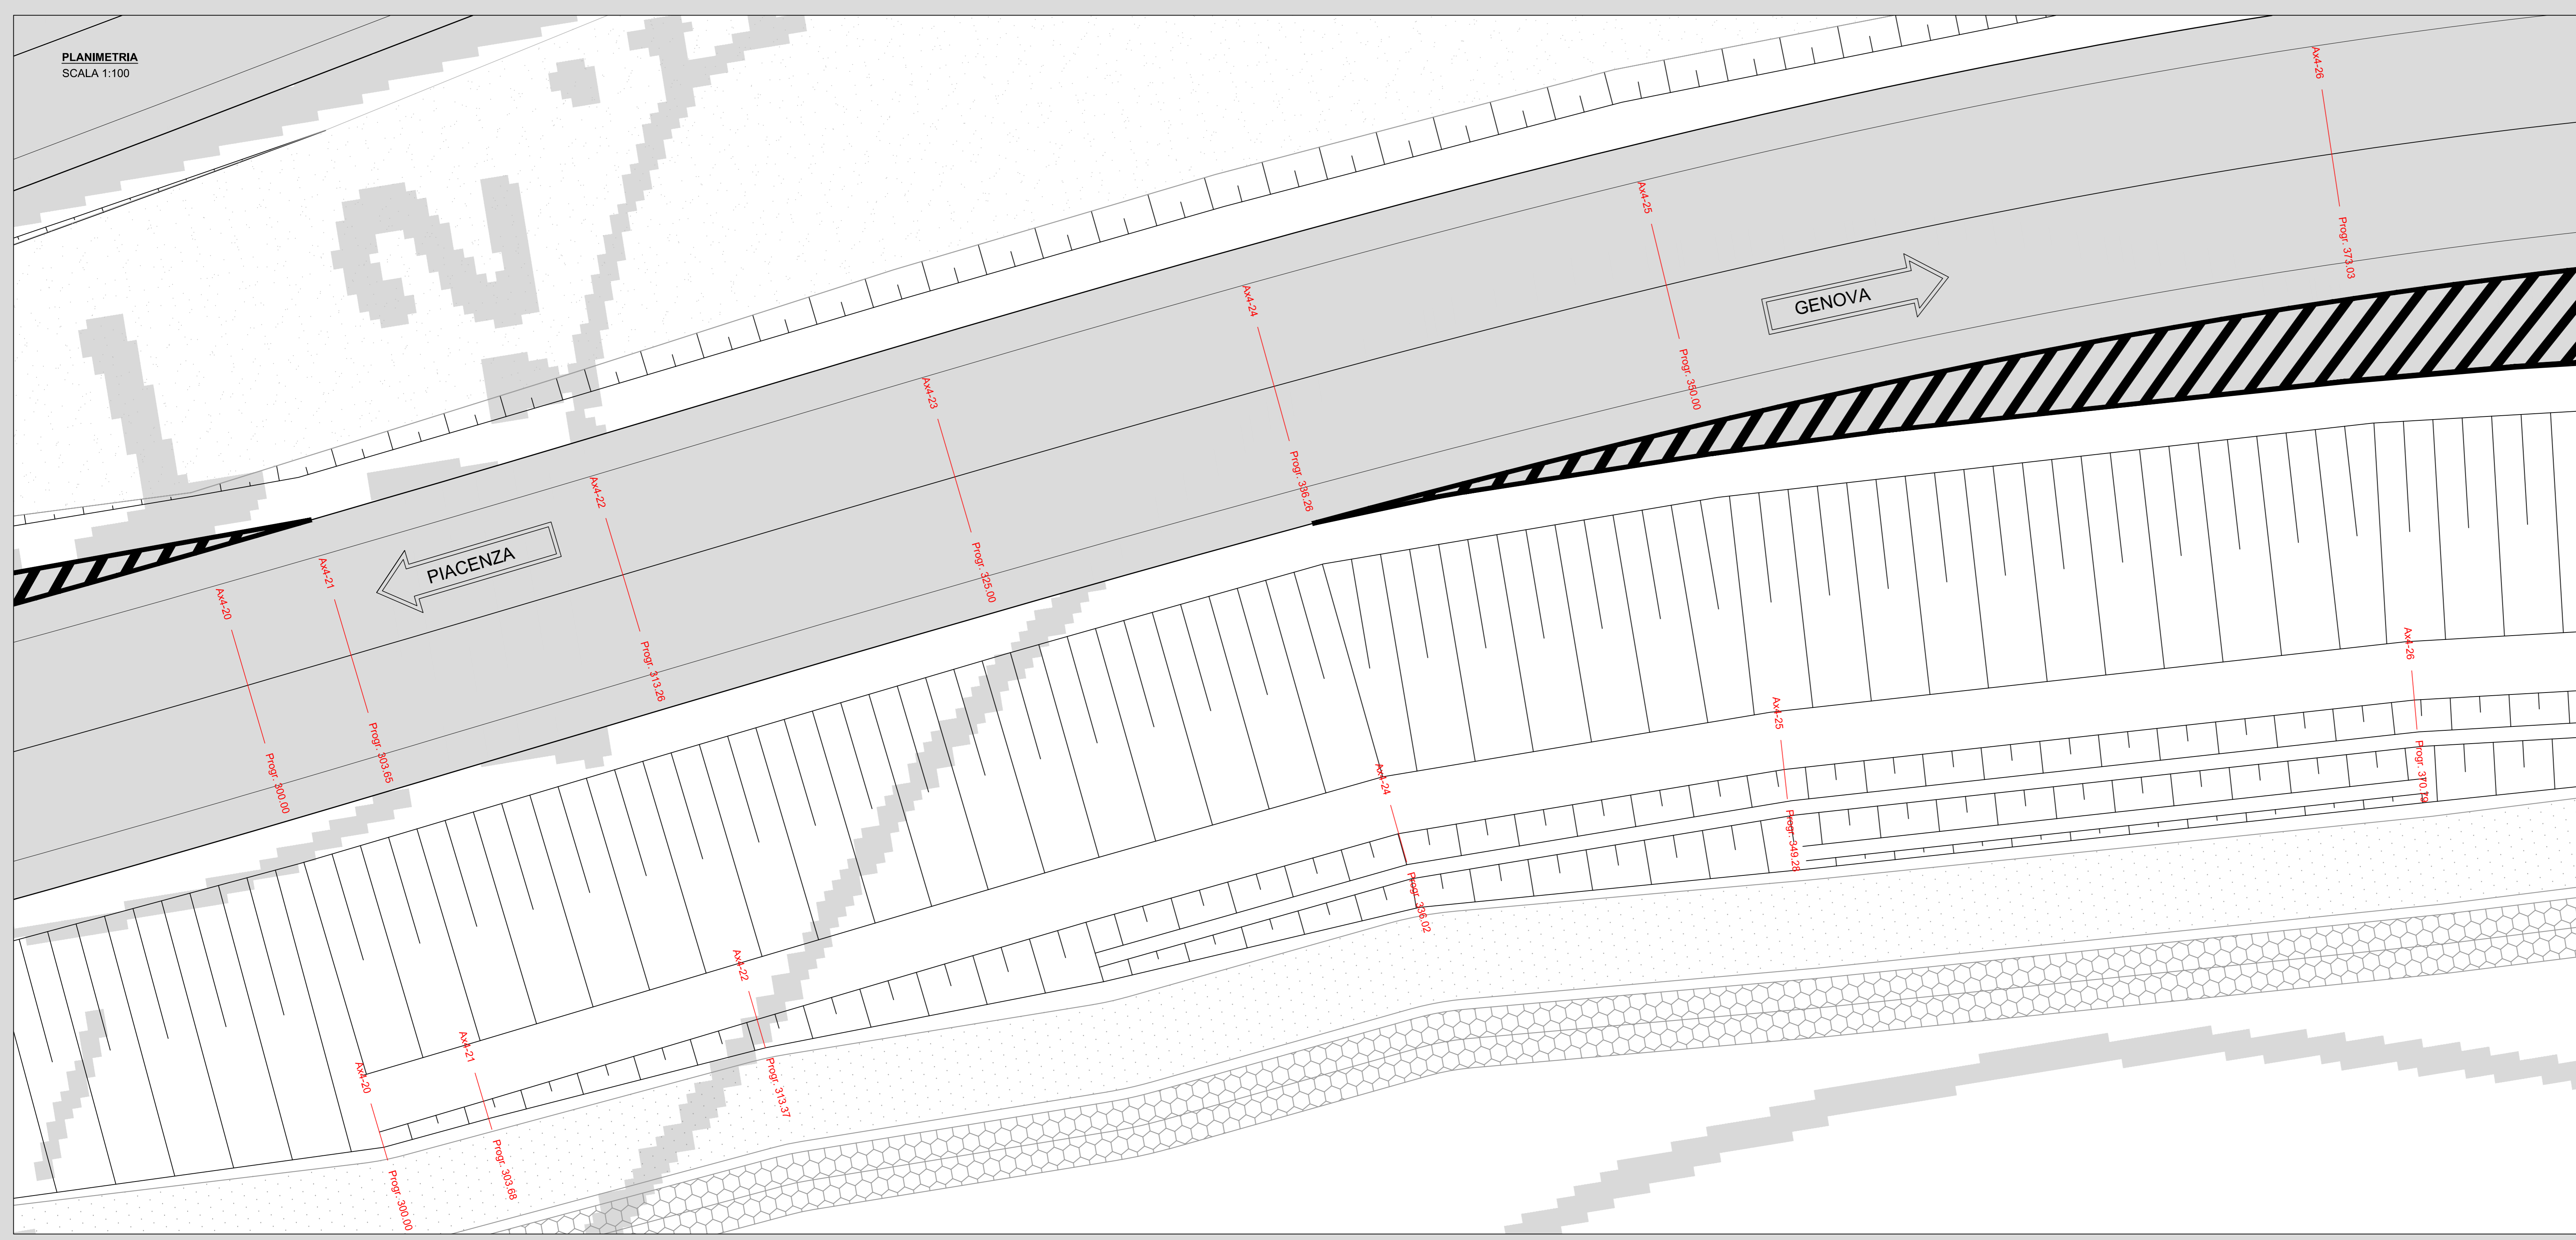 PLANIMETRIA
SCALA 1:100
Ax4-26
Ax4-25
Ax4-24
Ax4-23
Ax4-22
Ax4-21
Ax4-20
Progr. 373.03
Progr. 350.00
Progr. 336.26
Progr. 325.00
Progr. 313.26
Progr. 303.65
Progr. 300.00
GENOVA
PIACENZA
Ax4-26
Ax4-25
Ax4-24
Ax4-22
Ax4-21
Ax4-20
Progr. 370.79
Progr. 349.28
Progr. 336.02
Progr. 313.37
Progr. 303.68
Progr. 300.00